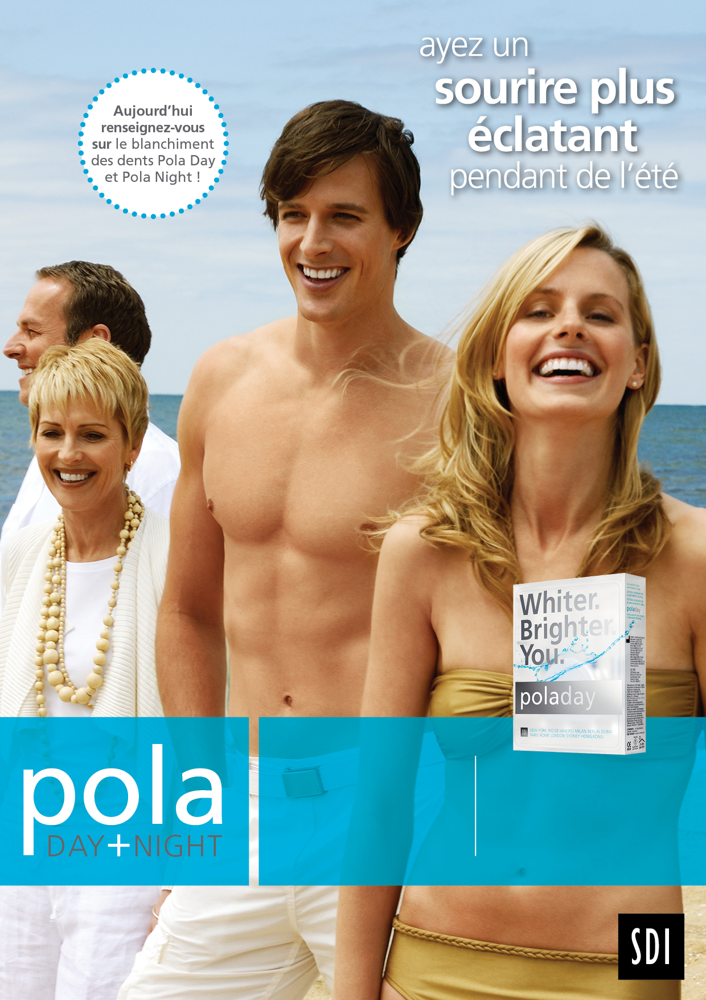 ayez un
sourire plus
éclatant
pendant de l'été
Aujourd'hui
renseignez-vous
sur le blanchiment
des dents Pola Day
et Pola Night !
Whiter.
Brighter.
You.
poladay
SDI NEW YORK RIO DE JANEIRO MILAN BERLIN DUBAI
PARIS ROME LONDON SYDNEY HONG KONG
poladay
pola
DAY+NIGHT
SDI